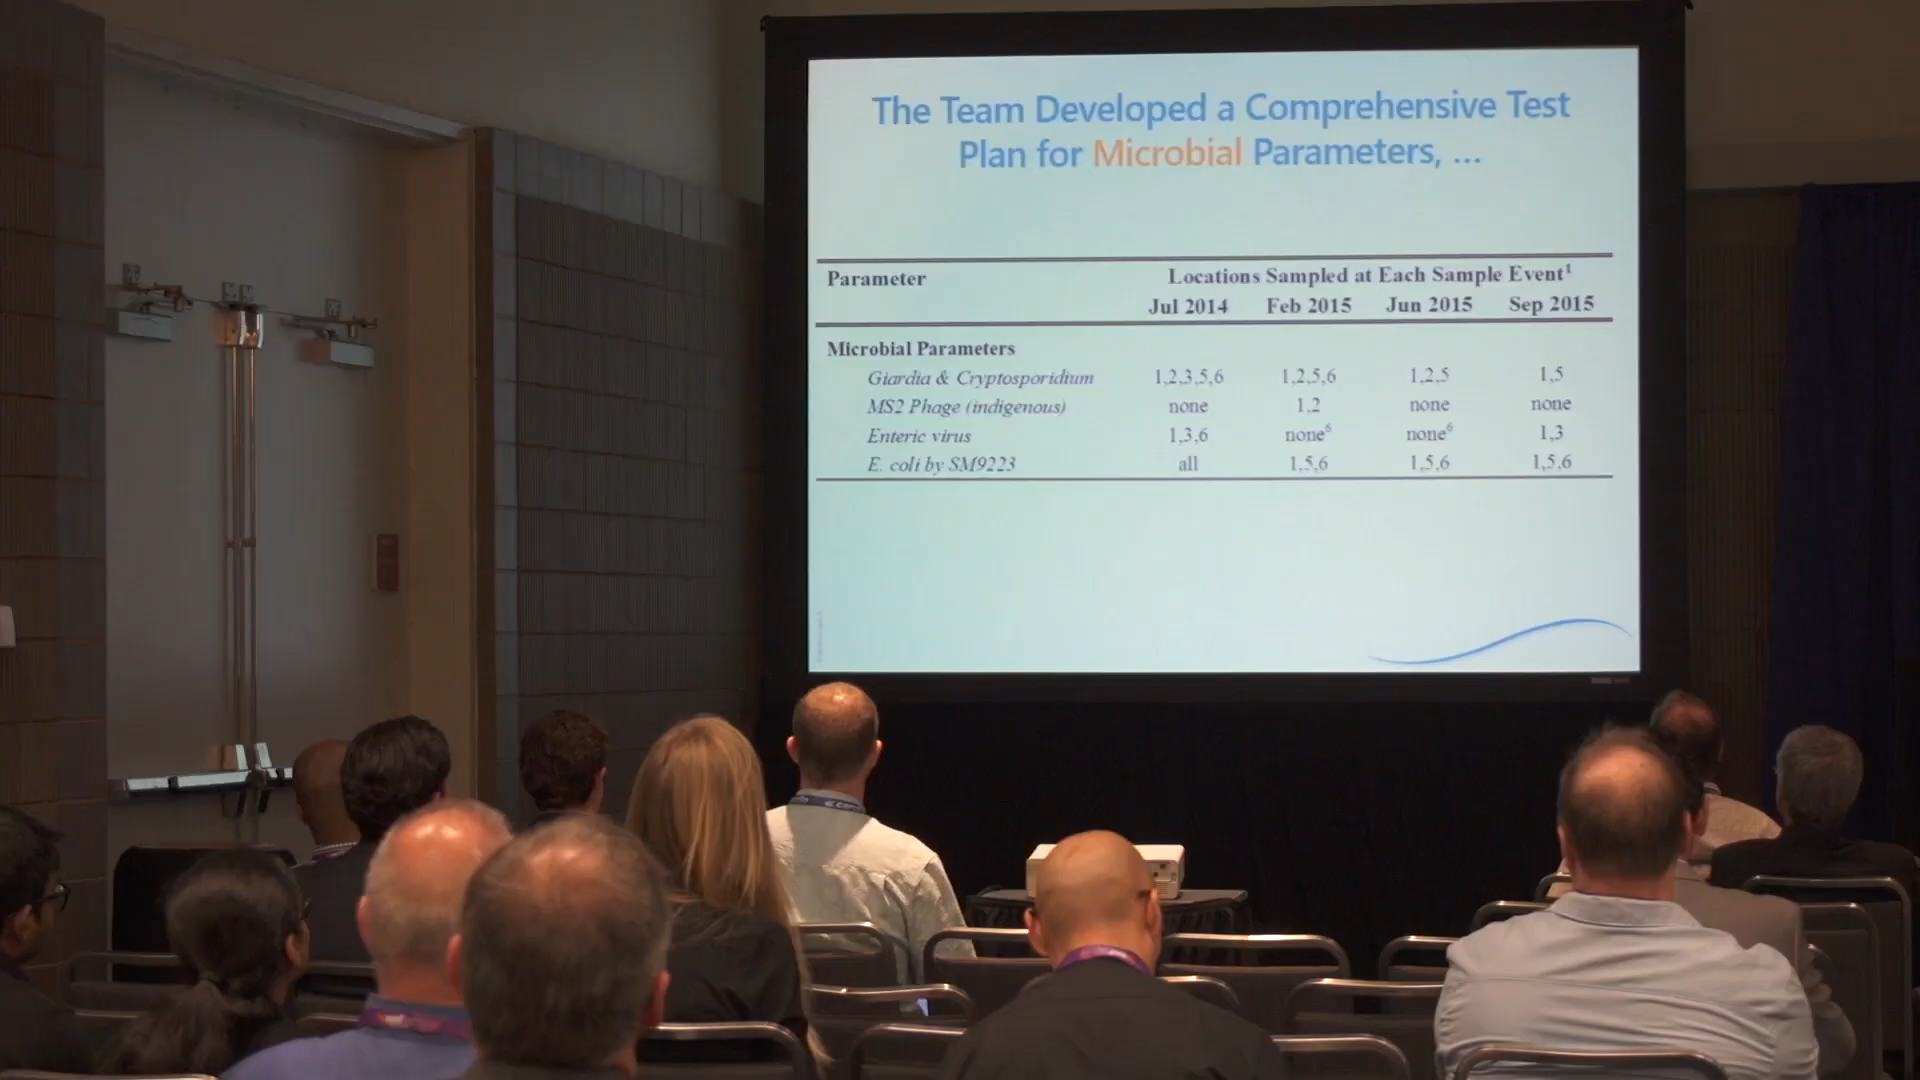 The Team Developed a Comprehensive Test
Plan for Microbial Parameters, ...
Parameter Locations Sampled at Each Sample Event¹
Jul 2014 Feb 2015 Jun 2015 Sep 2015
Microbial Parameters
Giardia & Cryptosporidium 1,2,3,5,6 1,2,5,6 1,2,5 1,5
MS2 Phage (indigenous) none 1,2 none none
Enteric virus 1,3,6 none⁶ none⁶ 1,3
E. coli by SM9223 all 1,5,6 1,5,6 1,5,6